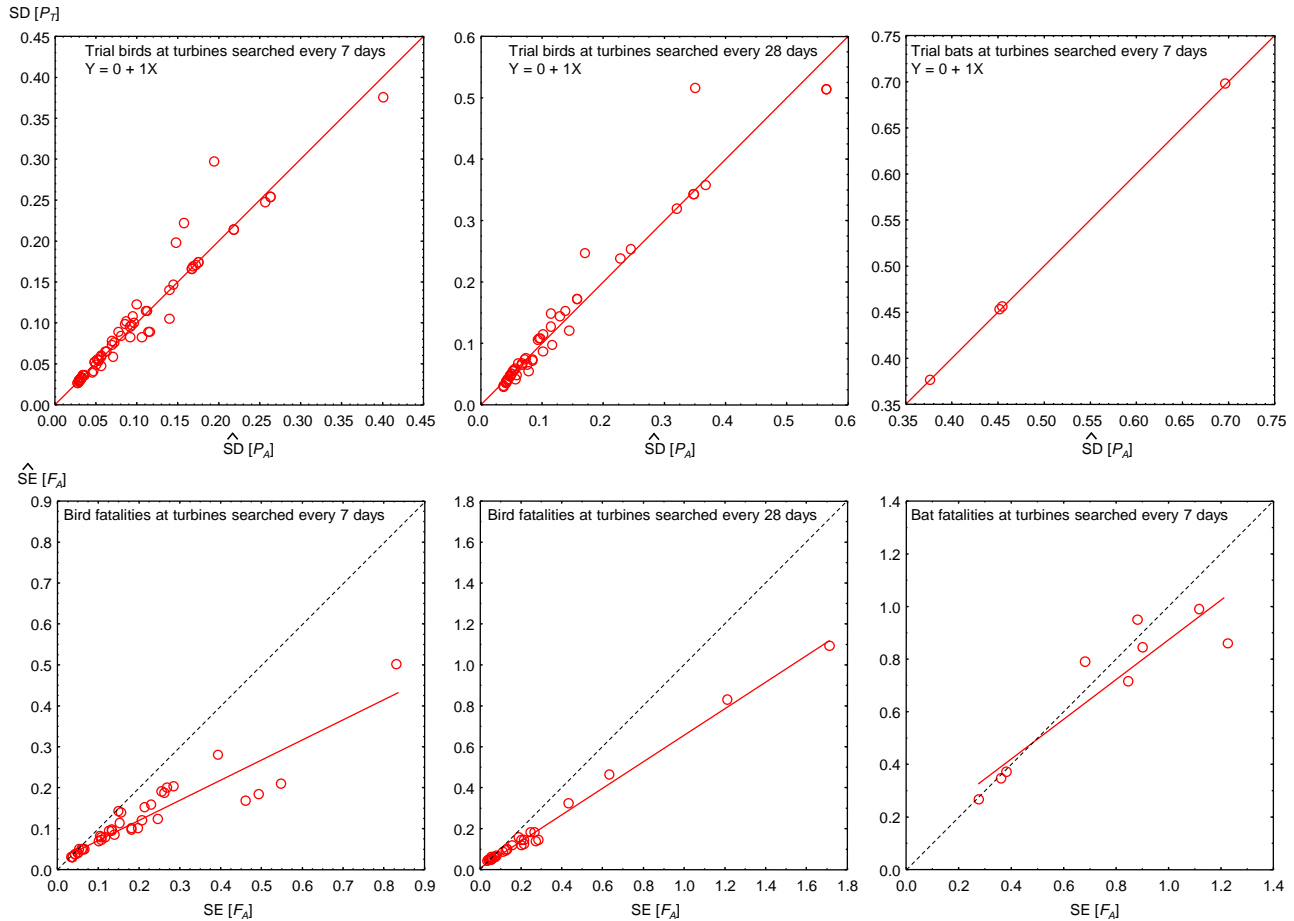 SD [P_T]
Trial birds at turbines searched every 7 days
Y = 0 + 1X
0.45
0.40
0.35
0.30
0.25
0.20
0.15
0.10
0.05
0.00
0.00 0.05 0.10 0.15 0.20 0.25 0.30 0.35 0.40 0.45
ŜD [P_A]
Trial birds at turbines searched every 28 days
Y = 0 + 1X
0.6
0.5
0.4
0.3
0.2
0.1
0.0
0.0 0.1 0.2 0.3 0.4 0.5 0.6
ŜD [P_A]
Trial bats at turbines searched every 7 days
Y = 0 + 1X
0.75
0.70
0.65
0.60
0.55
0.50
0.45
0.40
0.35
0.35 0.40 0.45 0.50 0.55 0.60 0.65 0.70 0.75
ŜD [P_A]
ŜE [F_A]
Bird fatalities at turbines searched every 7 days
0.9
0.8
0.7
0.6
0.5
0.4
0.3
0.2
0.1
0.0
0.0 0.1 0.2 0.3 0.4 0.5 0.6 0.7 0.8 0.9
SE [F_A]
Bird fatalities at turbines searched every 28 days
1.8
1.6
1.4
1.2
1.0
0.8
0.6
0.4
0.2
0.0
0.0 0.2 0.4 0.6 0.8 1.0 1.2 1.4 1.6 1.8
SE [F_A]
Bat fatalities at turbines searched every 7 days
1.4
1.2
1.0
0.8
0.6
0.4
0.2
0.0
0.0 0.2 0.4 0.6 0.8 1.0 1.2 1.4
SE [F_A]